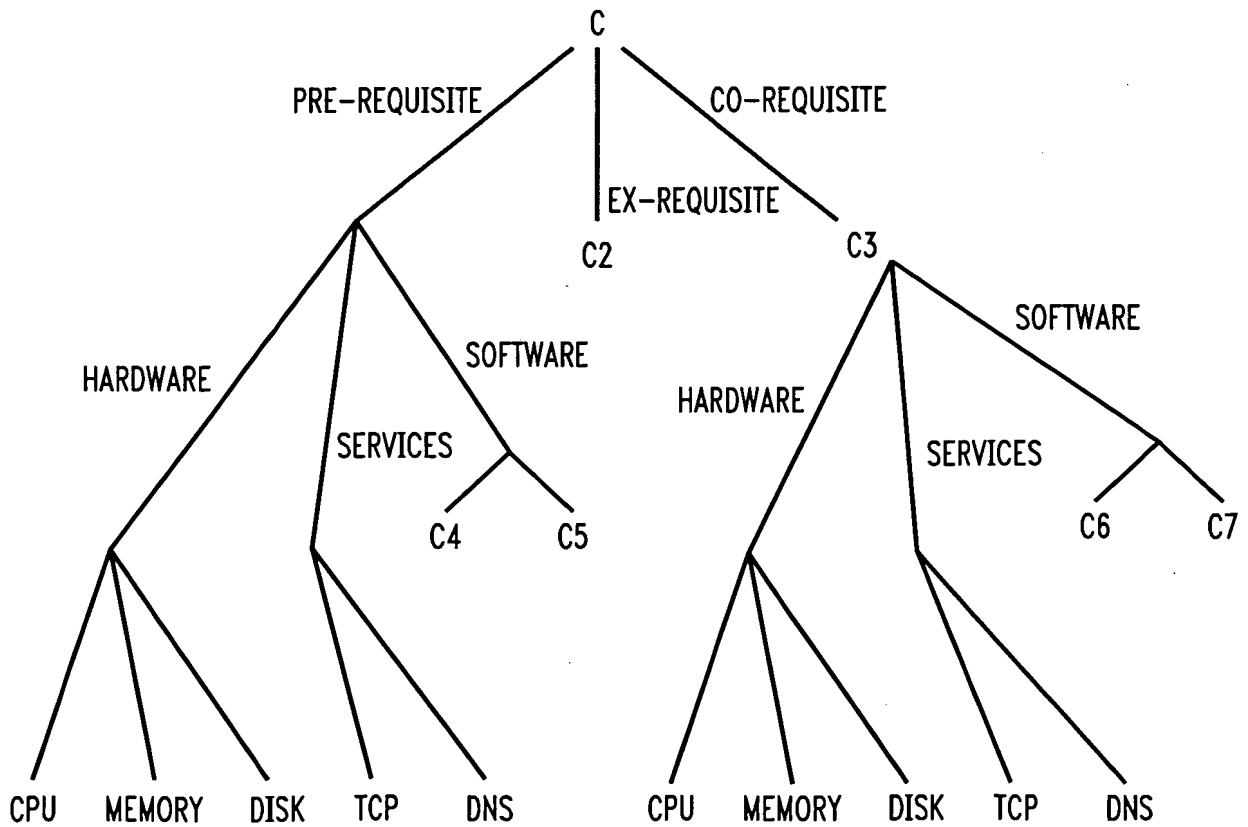 C
PRE-REQUISITE
CO-REQUISITE
EX-REQUISITE
C2
C3
SOFTWARE
SOFTWARE
HARDWARE
HARDWARE
SERVICES
SERVICES
C4
C5
C6
C7
CPU
MEMORY
DISK
TCP
DNS
CPU
MEMORY
DISK
TCP
DNS